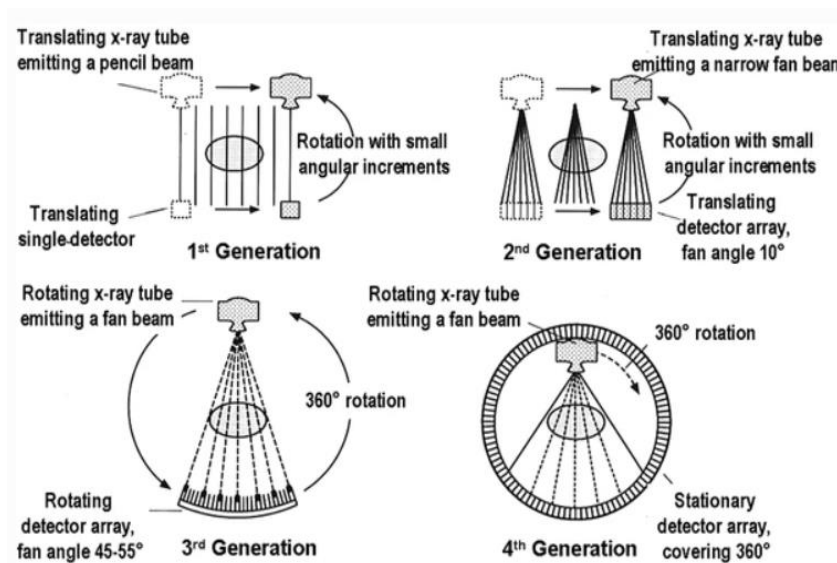 Translating x-ray tube
emitting a pencil beam
Rotation with small
angular increments
Translating
single-detector
1st Generation
Translating x-ray tube
emitting a narrow fan beam
Rotation with small
angular increments
Translating
detector array,
fan angle 10°
2nd Generation
Rotating x-ray tube
emitting a fan beam
360° rotation
Rotating
detector array,
fan angle 45-55°
3rd Generation
Rotating x-ray tube
emitting a fan beam
360° rotation
Stationary
detector array,
covering 360°
4th Generation